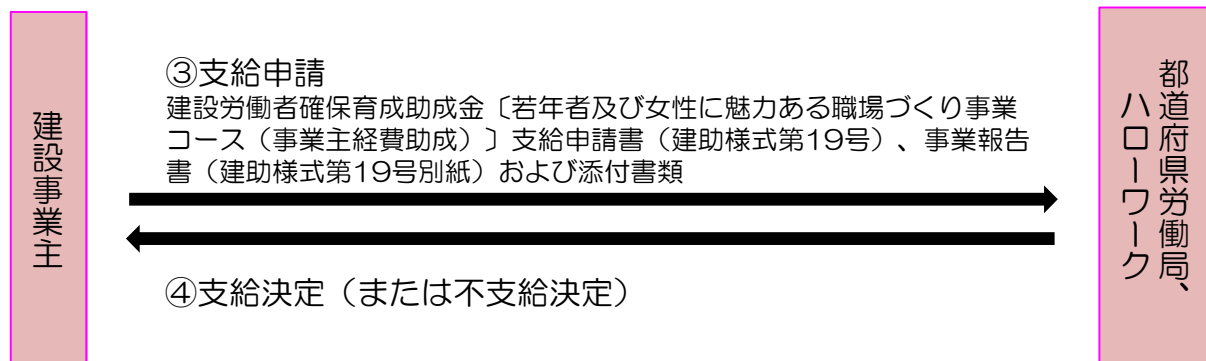 建設事業主
③支給申請
建設労働者確保育成助成金〔若年者及び女性に魅力ある職場づくり事業
コース（事業主経費助成）〕支給申請書（建助様式第19号）、事業報告
書（建助様式第19号別紙）および添付書類
④支給決定（または不支給決定）
都道府県労働局、
ハローワーク